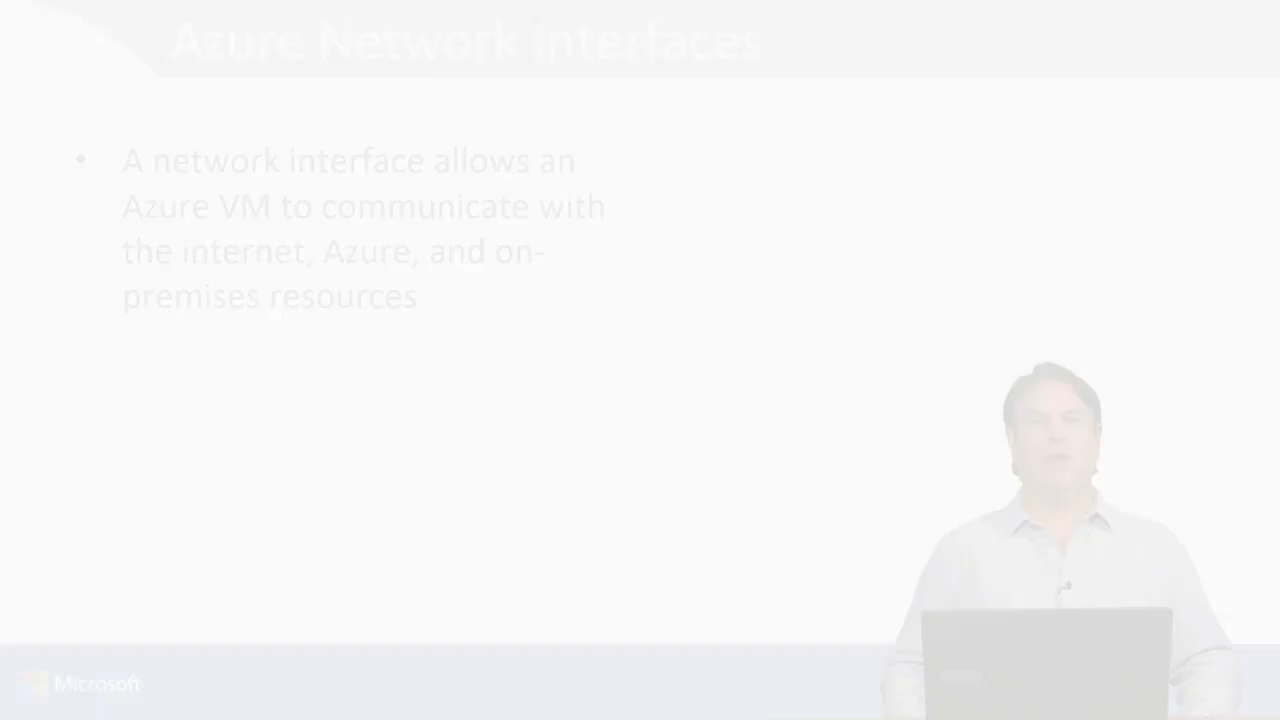 Azure Network Interfaces
• A network interface allows an
Azure VM to communicate with
the internet, Azure, and on-
premises resources
Microsoft